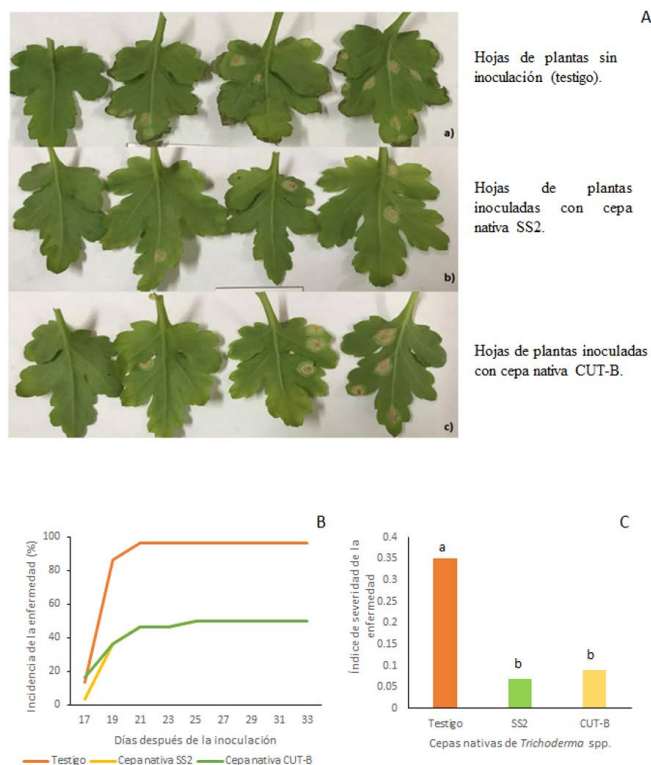 A
Hojas de plantas sin
inoculación (testigo).
a)
Hojas de plantas
inoculadas con cepa
nativa SS2.
b)
Hojas de plantas inoculadas
con cepa nativa CUT-B.
c)
B
Incidencia de la enfermedad (%)
100
80
60
40
20
0
17 19 21 23 25 27 29 31 33
Días después de la inoculación
Testigo Cepa nativa SS2 Cepa nativa CUT-B
C
Índice de severidad de la
enfermedad
0.4
0.35
0.3
0.25
0.2
0.15
0.1
0.05
0
a
b
b
Testigo SS2 CUT-B
Cepas nativas de Trichoderma spp.